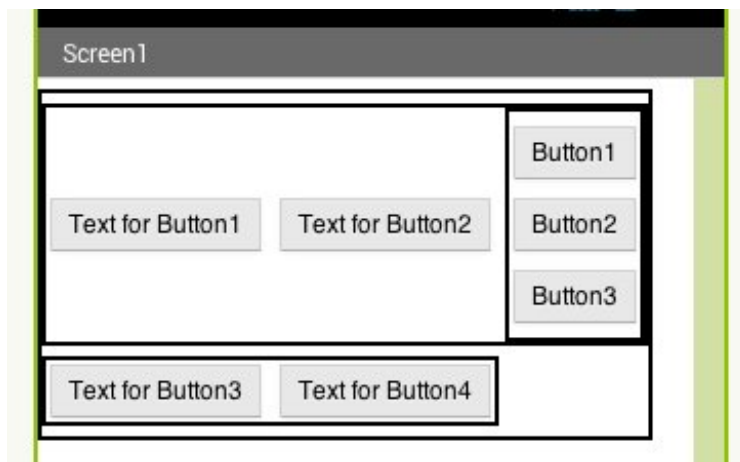 Screen1
Button1
Text for Button1 Text for Button2 Button2
Button3
Text for Button3 Text for Button4